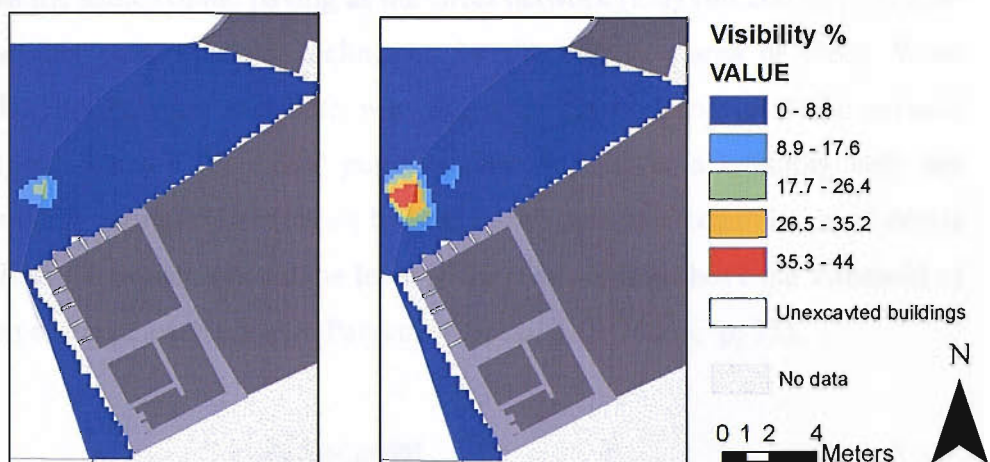 Visibility %
VALUE
0 - 8.8
8.9 - 17.6
17.7 - 26.4
26.5 - 35.2
35.3 - 44
Unexcavted buildings
No data
N
0 1 2 4
Meters